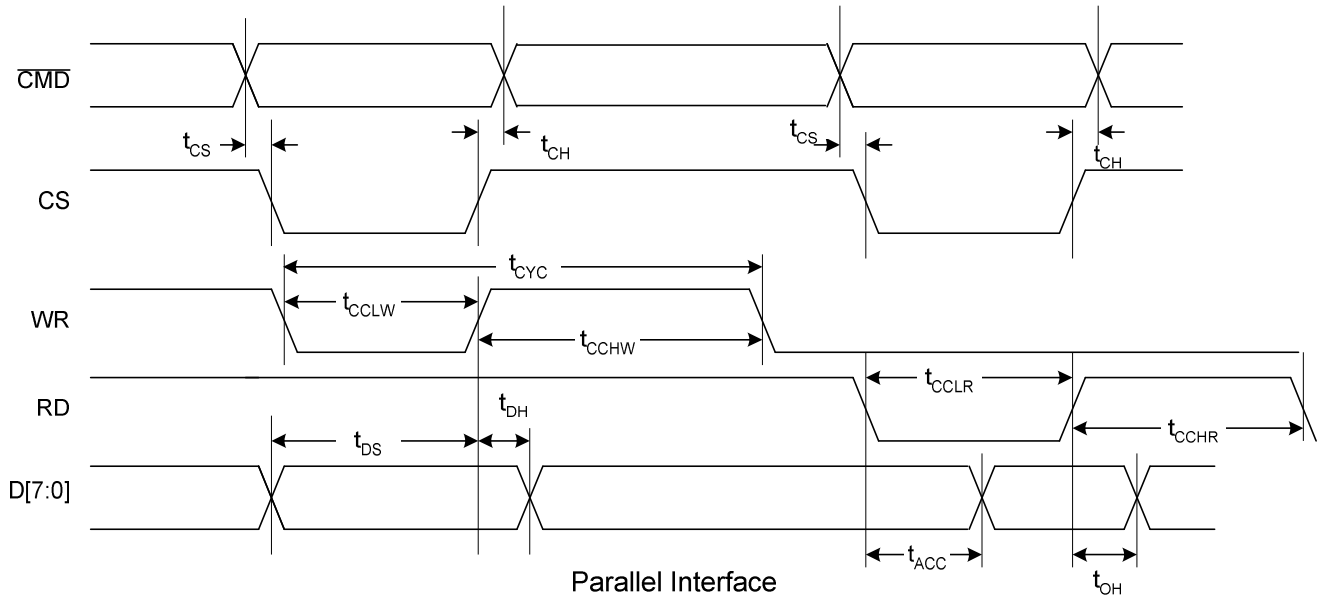 CMD
tCS
tCH
tCS
tCH
CS
tCYC
WR
tCCLW
tCCHW
RD
tCCLR
tDH
tCCHR
tDS
D[7:0]
tACC
tOH
Parallel Interface